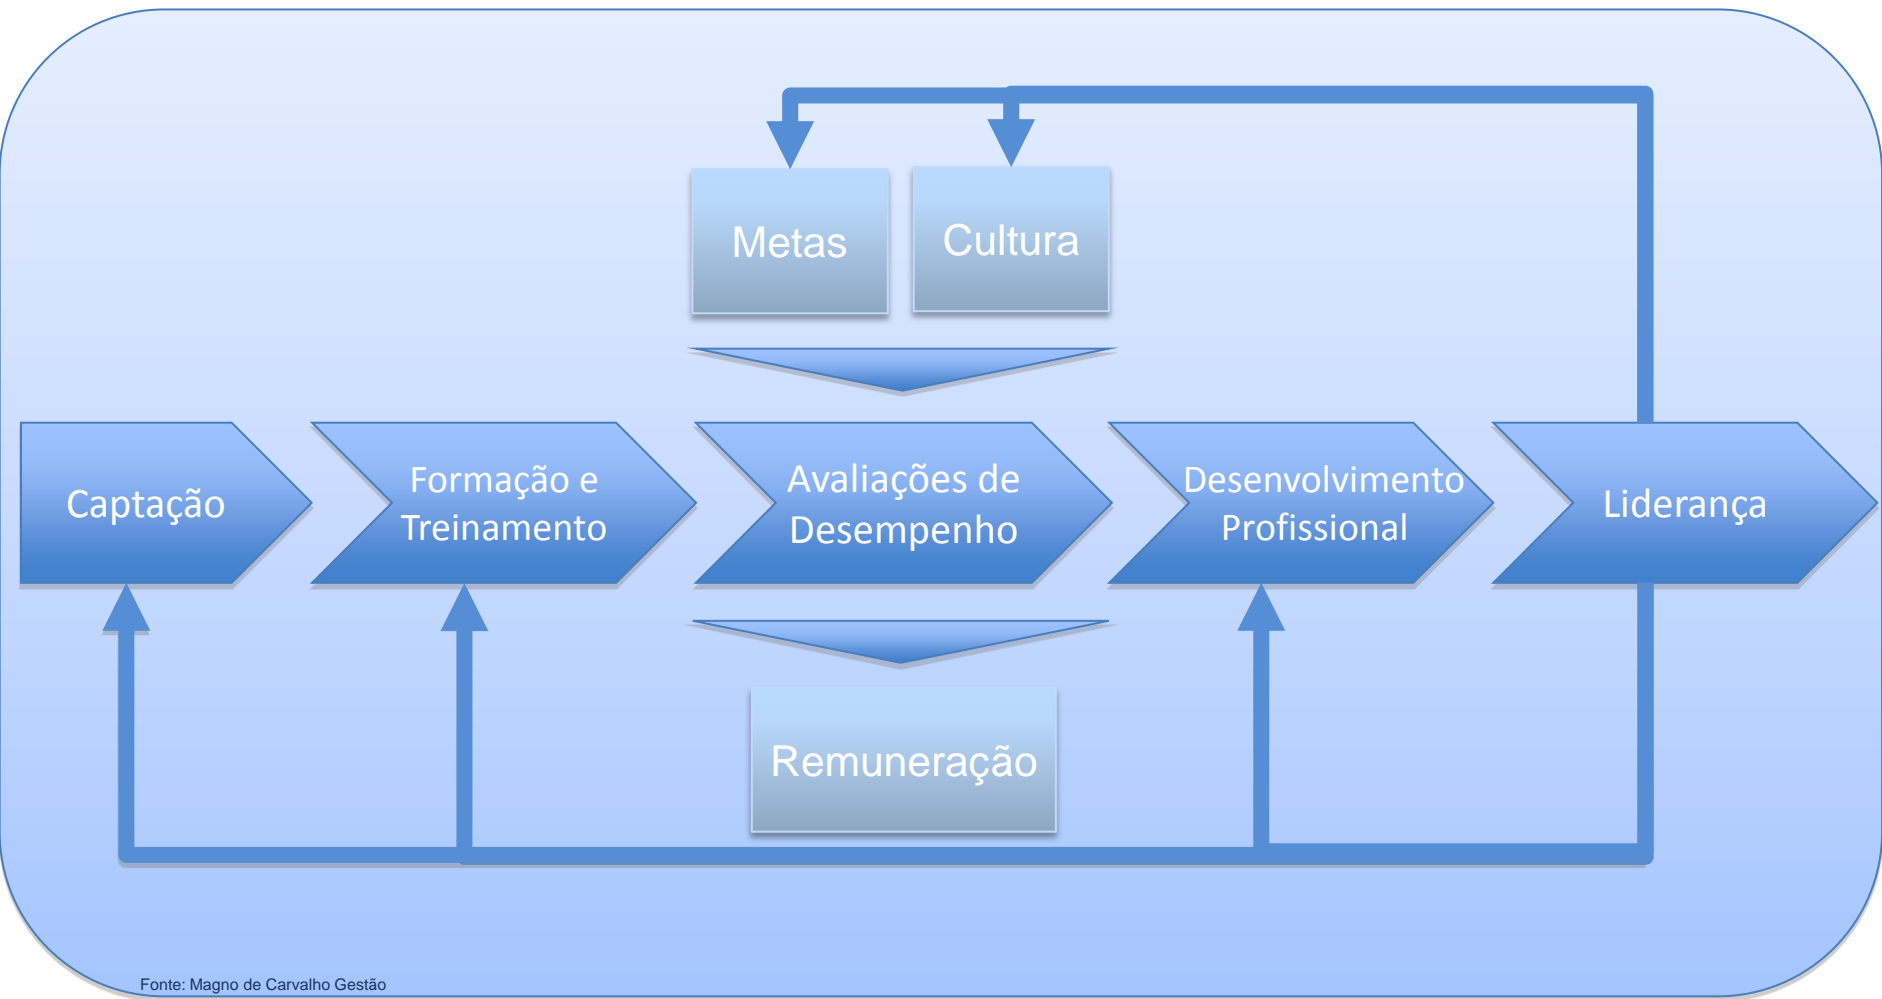 Metas
Cultura
Captação
Formação e
Treinamento
Avaliações de
Desempenho
Desenvolvimento
Profissional
Liderança
Remuneração
Fonte: Magno de Carvalho Gestão